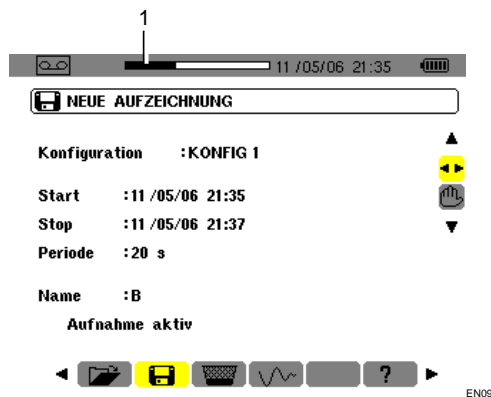 1
11 /05/06 21:35
NEUE AUFZEICHNUNG
Konfiguration :KONFIG 1
Start :11 /05/06 21:35
Stop :11 /05/06 21:37
Periode :20 s
Name :B
Aufnahme aktiv
?
EN09